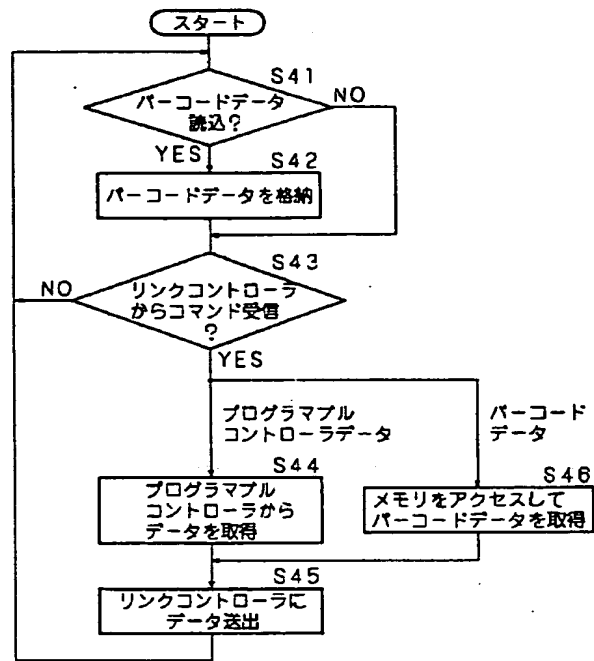 スタート
S41
バーコードデータ
読込?
NO
YES
S42
バーコードデータを格納
S43
リンクコントローラ
からコマンド受信
?
NO
YES
プログラマブル
コントローラデータ
バーコード
データ
S44
プログラマブル
コントローラから
データを取得
S46
メモリをアクセスして
バーコードデータを取得
S45
リンクコントローラに
データ送出